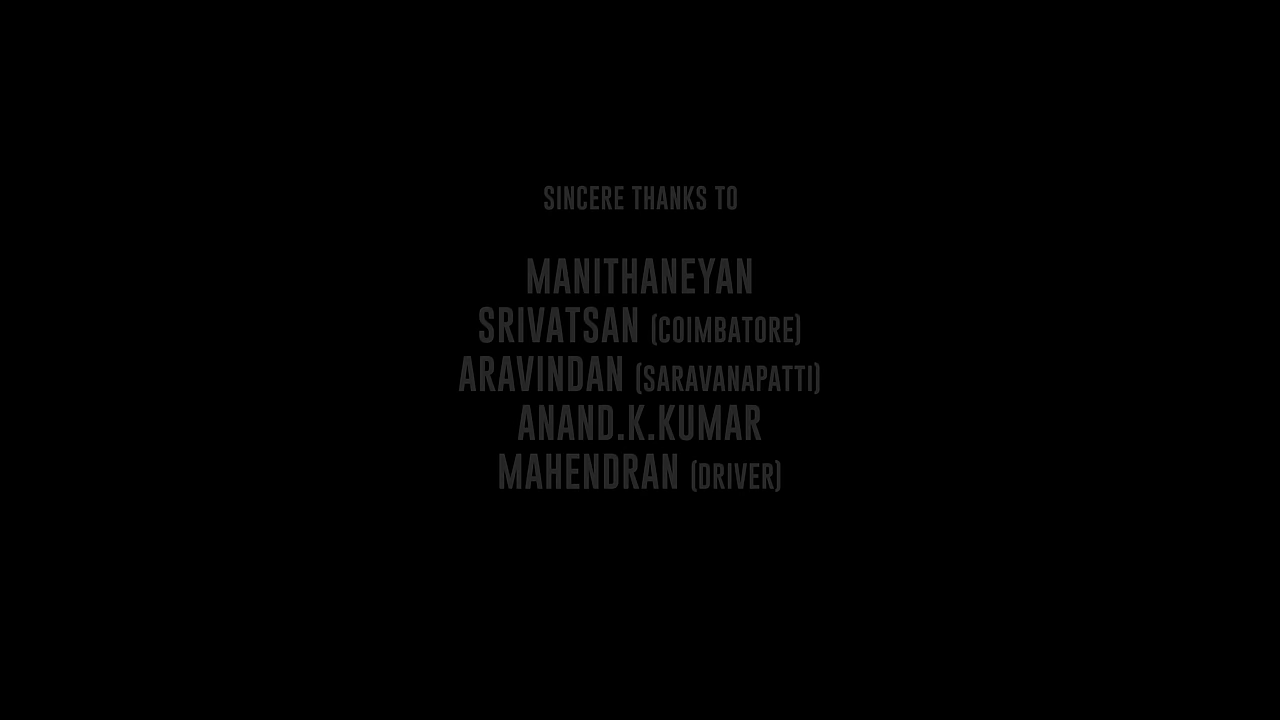 SINCERE THANKS TO
MANITHANEYAN
SRIVATSAN (COIMBATORE)
ARAVINDAN (SARAVANAPATTI)
ANAND.K.KUMAR
MAHENDRAN (DRIVER)